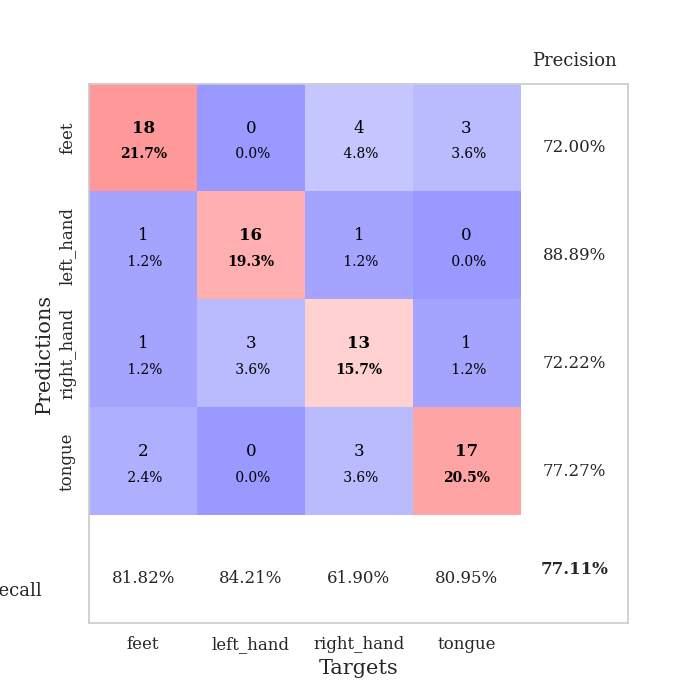 Precision
feet 18 0 4 3 72.00%
21.7% 0.0% 4.8% 3.6%
left_hand 1 16 1 0 88.89%
1.2% 19.3% 1.2% 0.0%
right_hand 1 3 13 1 72.22%
1.2% 3.6% 15.7% 1.2%
tongue 2 0 3 17 77.27%
2.4% 0.0% 3.6% 20.5%
Predictions
ecall 81.82% 84.21% 61.90% 80.95% 77.11%
feet left_hand right_hand tongue
Targets